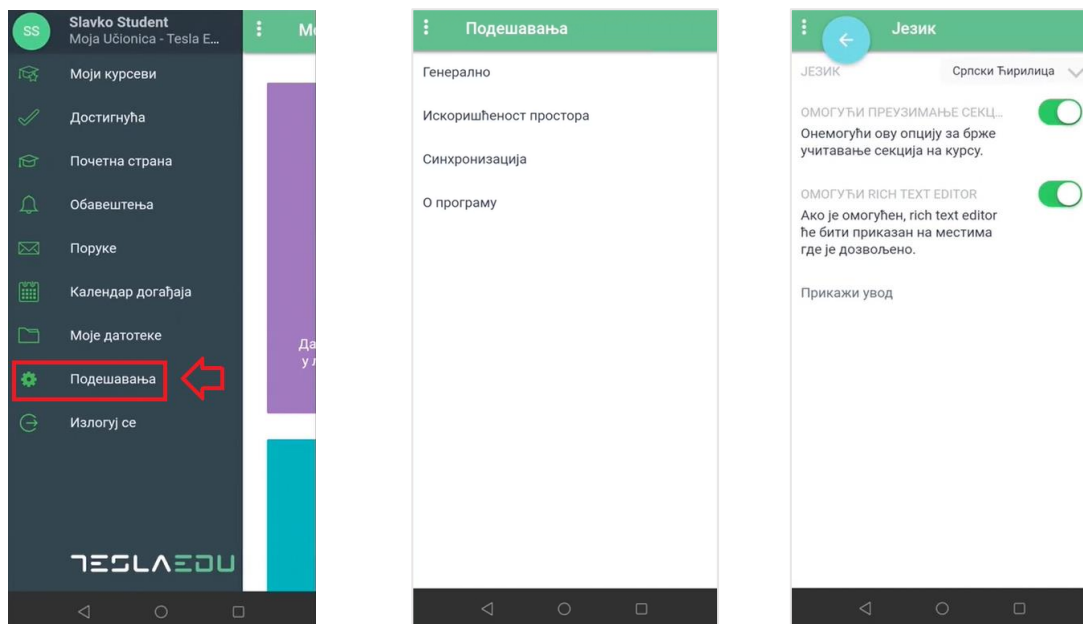 SS
Slavko Student
Moja Učionica - Tesla E...
Моји курсеви
Достигнућа
Почетна страна
Обавештења
Поруке
Календар догађаја
Моје датотеке
Подешавања
Излогуј се
TESLAEDU
Подешавања
Генерално
Искоришћеност простора
Синхронизација
О програму
Језик
ЈЕЗИК
Српски Ћирилица
ОМОГУЋИ ПРЕУЗИМАЊЕ СЕКЦ...
Онемогући ову опцију за брже
учитавање секција на курсу.
ОМОГУЋИ RICH TEXT EDITOR
Ако је омогућен, rich text editor
ће бити приказан на местима
где је дозвољено.
Прикажи увод